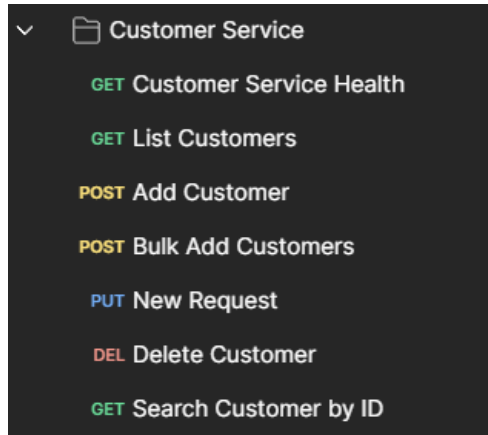 Customer Service
GET Customer Service Health
GET List Customers
POST Add Customer
POST Bulk Add Customers
PUT New Request
DEL Delete Customer
GET Search Customer by ID